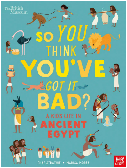 SO YOU
THINK
YOU'VE
GOT IT
BAD?
A KID'S LIFE IN
ANCIENT
EGYPT